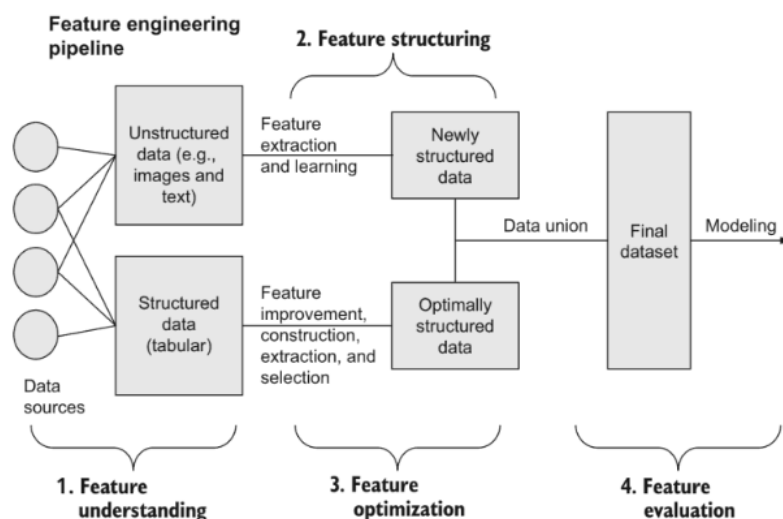 Feature engineering
pipeline
2. Feature structuring
Unstructured
data (e.g.,
images and
text)
Feature
extraction
and learning
Newly
structured
data
Data union
Final
dataset
Modeling
Structured
data
(tabular)
Feature
improvement,
construction,
extraction, and
selection
Optimally
structured
data
Data
sources
1. Feature
understanding
3. Feature
optimization
4. Feature
evaluation